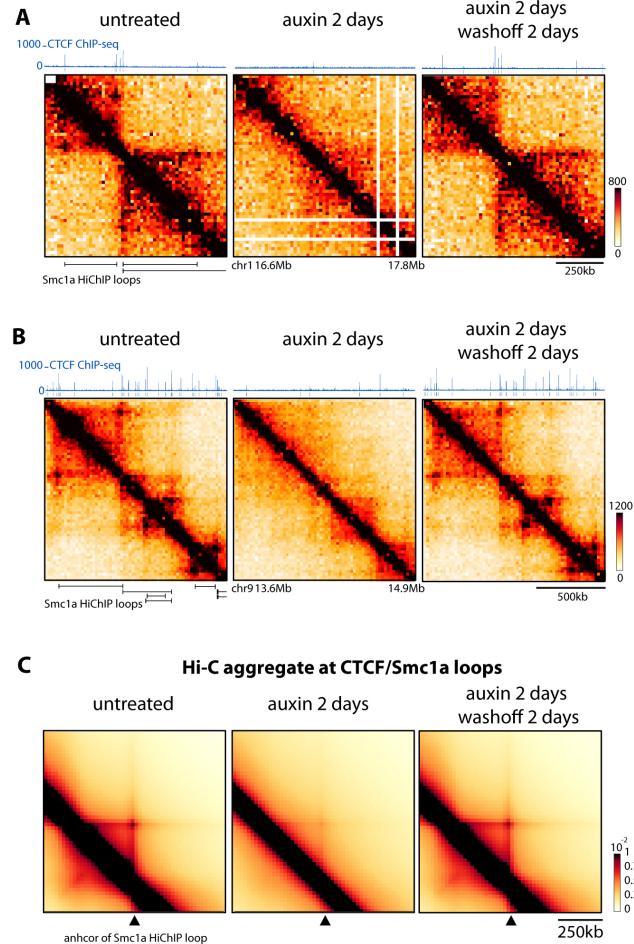 A
untreated
auxin 2 days
auxin 2 days
washoff 2 days
1000
CTCF ChIP-seq
0
800
0
Smc1a HiChIP loops
chr1 16.6Mb
17.8Mb
250kb
B
untreated
auxin 2 days
auxin 2 days
washoff 2 days
1000
CTCF ChIP-seq
0
1200
0
Smc1a HiChIP loops
chr9 13.6Mb
14.9Mb
500kb
C
Hi-C aggregate at CTCF/Smc1a loops
untreated
auxin 2 days
auxin 2 days
washoff 2 days
10-2
1
0
anhcor of Smc1a HiChIP loop
250kb